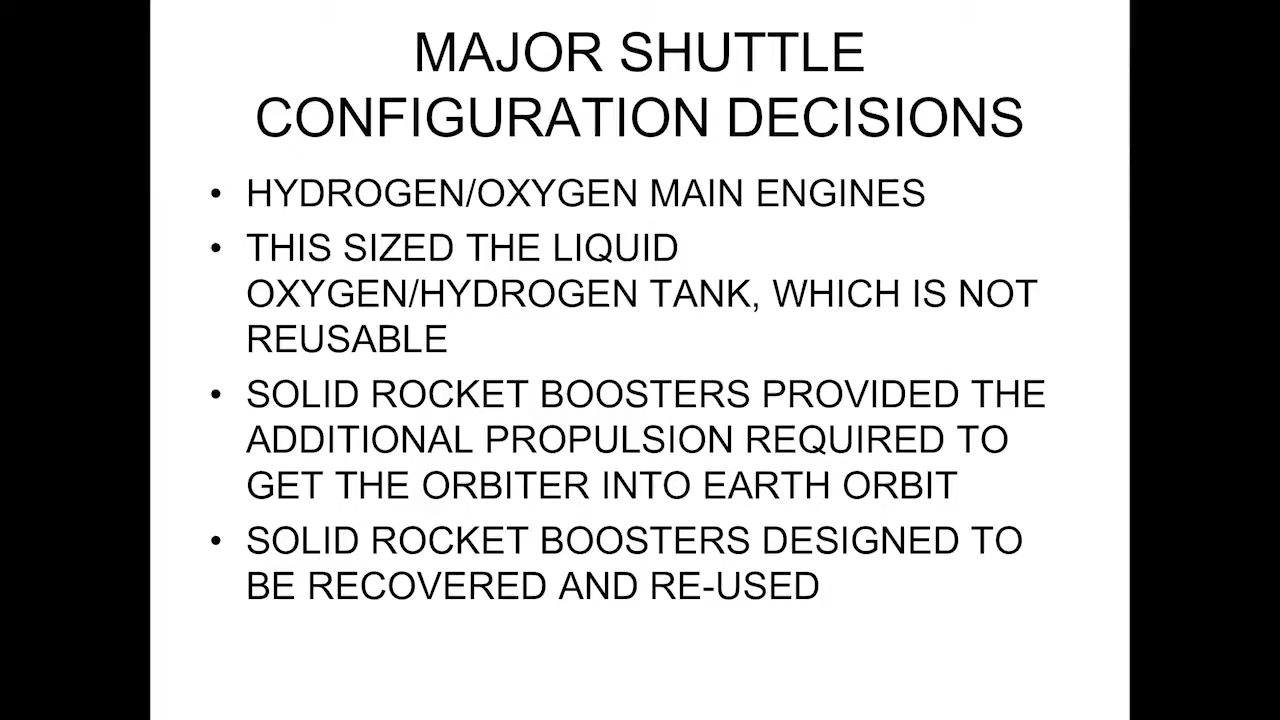 MAJOR SHUTTLE
CONFIGURATION DECISIONS
• HYDROGEN/OXYGEN MAIN ENGINES
• THIS SIZED THE LIQUID
OXYGEN/HYDROGEN TANK, WHICH IS NOT
REUSABLE
• SOLID ROCKET BOOSTERS PROVIDED THE
ADDITIONAL PROPULSION REQUIRED TO
GET THE ORBITER INTO EARTH ORBIT
• SOLID ROCKET BOOSTERS DESIGNED TO
BE RECOVERED AND RE-USED